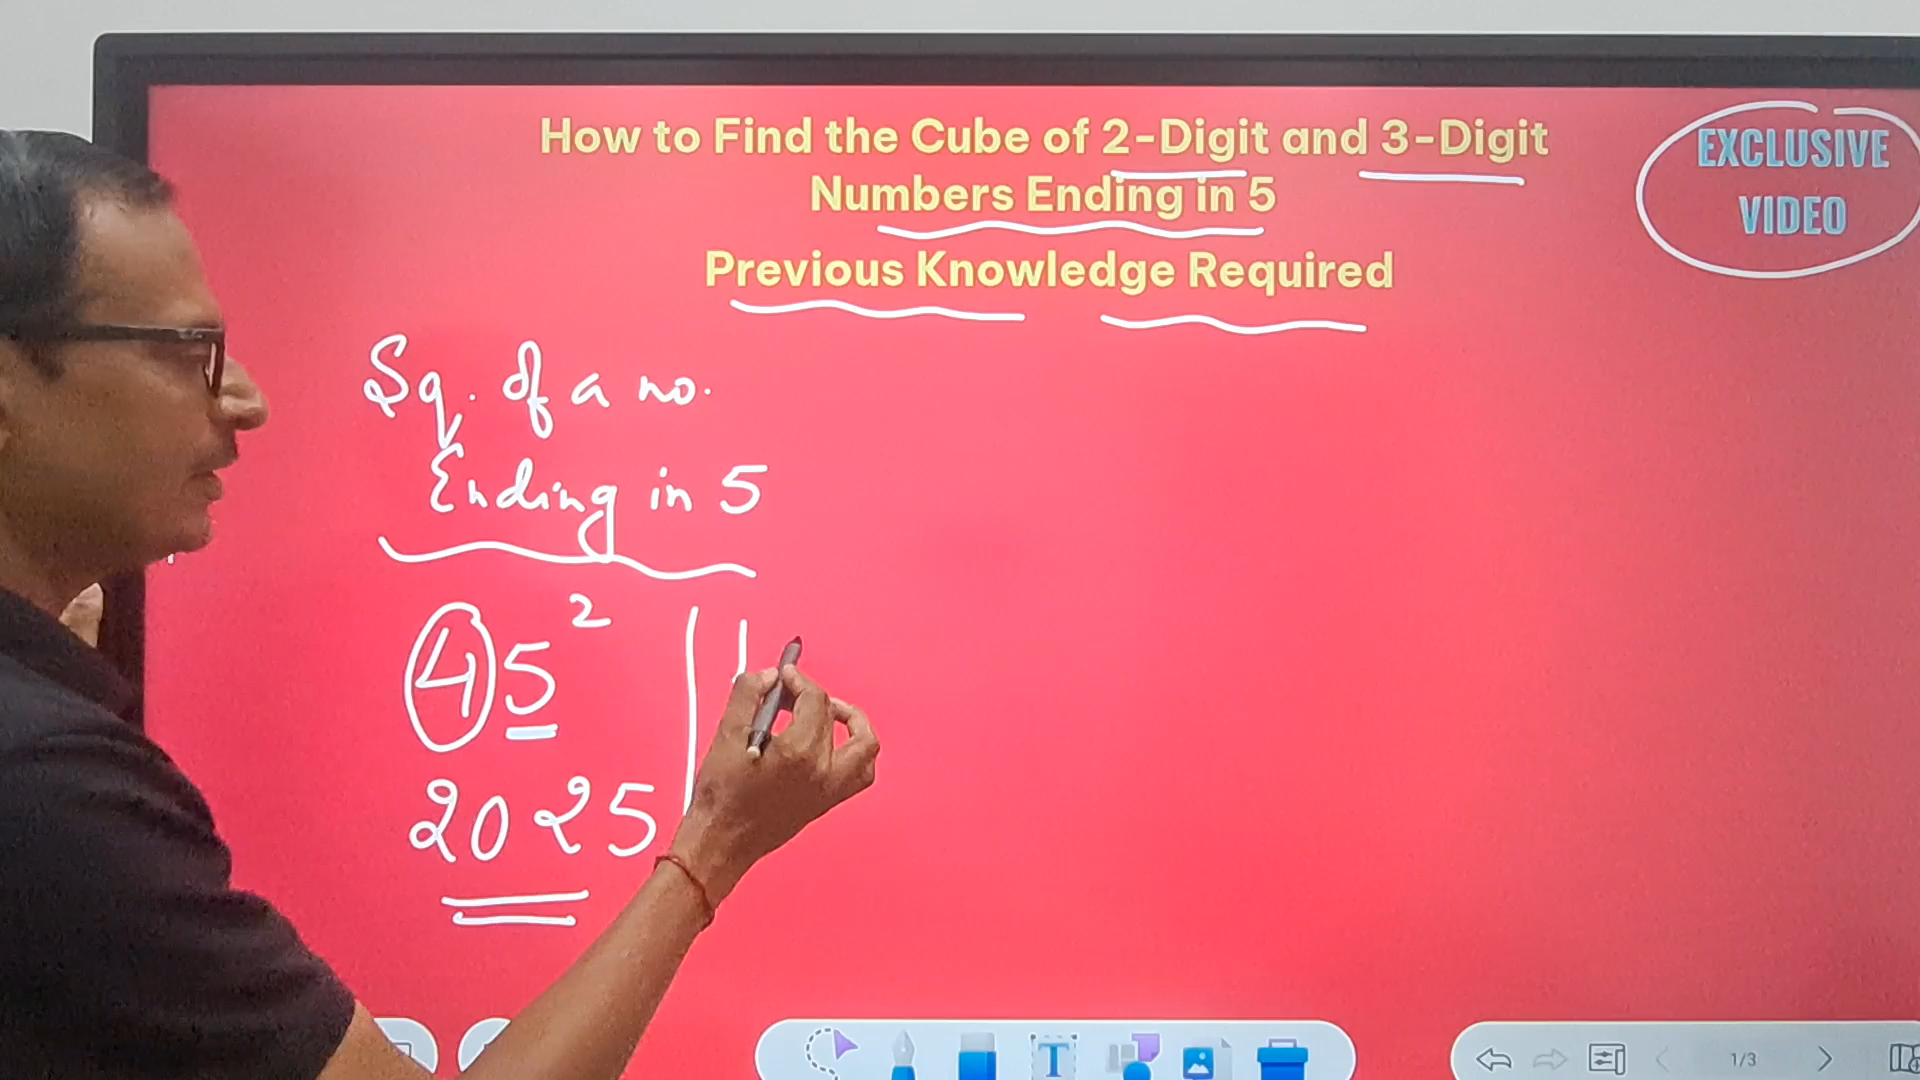 How to Find the Cube of 2-Digit and 3-Digit
Numbers Ending in 5
Previous Knowledge Required
EXCLUSIVE
VIDEO
Sq. of a no.
Ending in 5
45²
2025
T
1/3